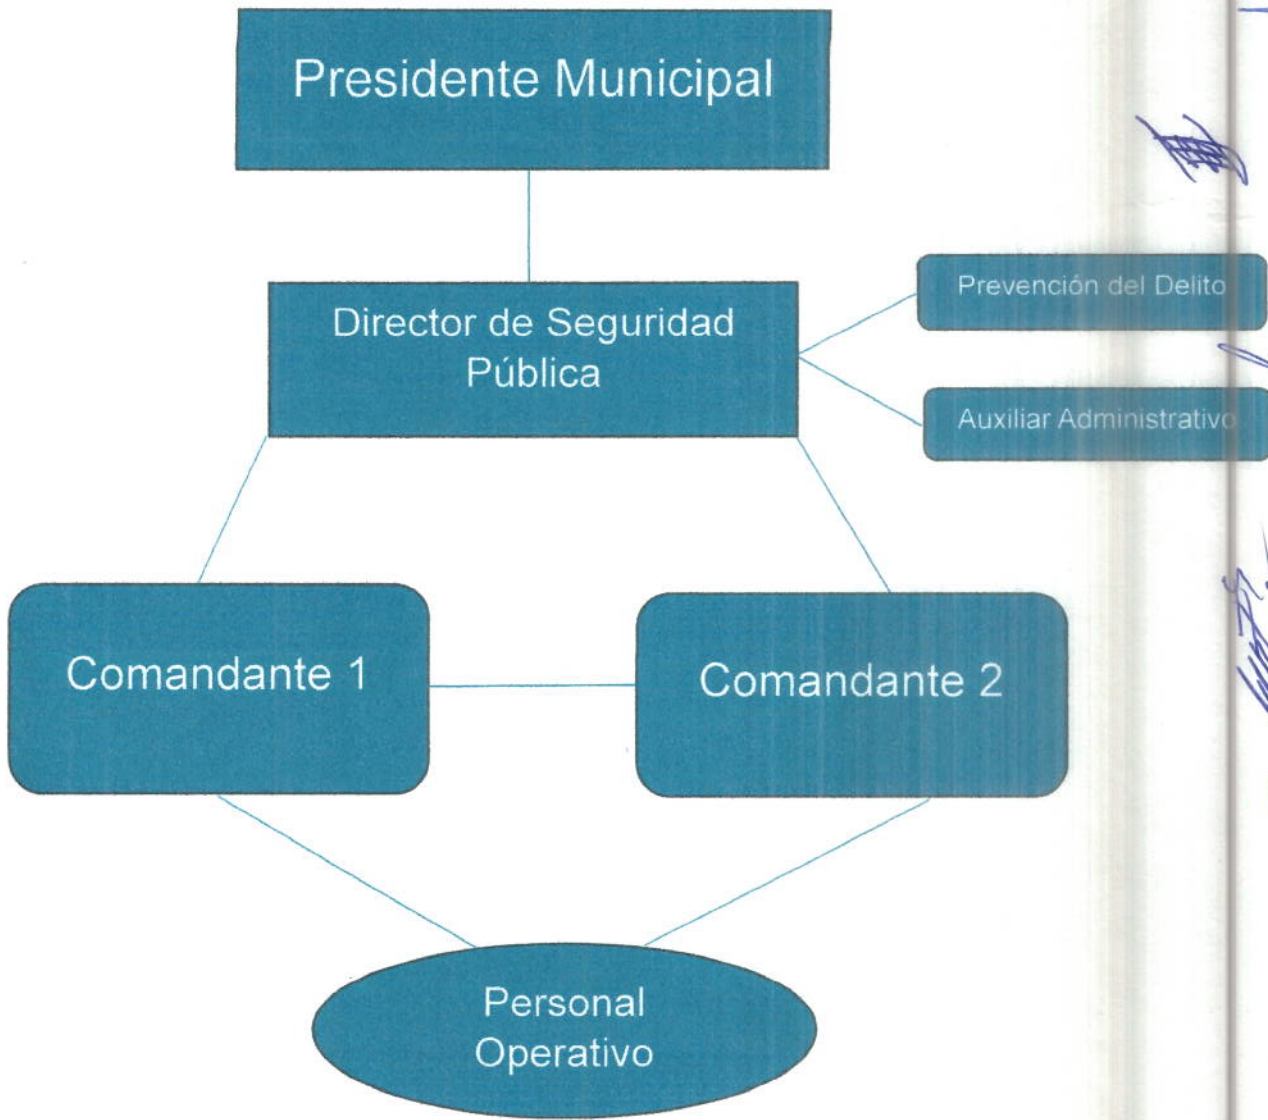 Presidente Municipal
Director de Seguridad
Pública
Prevención del Delito
Auxiliar Administrativo
Comandante 1
Comandante 2
Personal
Operativo